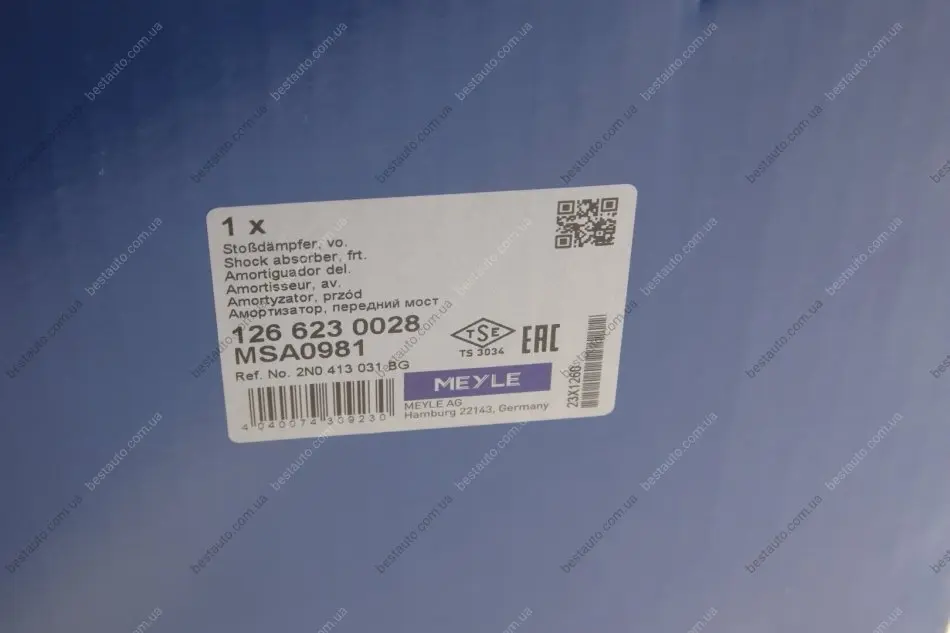 1 x
Stoßdämpfer, vo.
Shock absorber, frt.
Amortiguador del.
Amortisseur, av.
Amortyzator, przód
Амортизатор, передний мост
126 623 0028
MSA0981
Ref. No. 2N0 413 031 BG
TSE
TS 3034
EAC
MEYLE
MEYLE AG
Hamburg 22143, Germany
4 040074 309230
23X126B
bestauto.com.ua